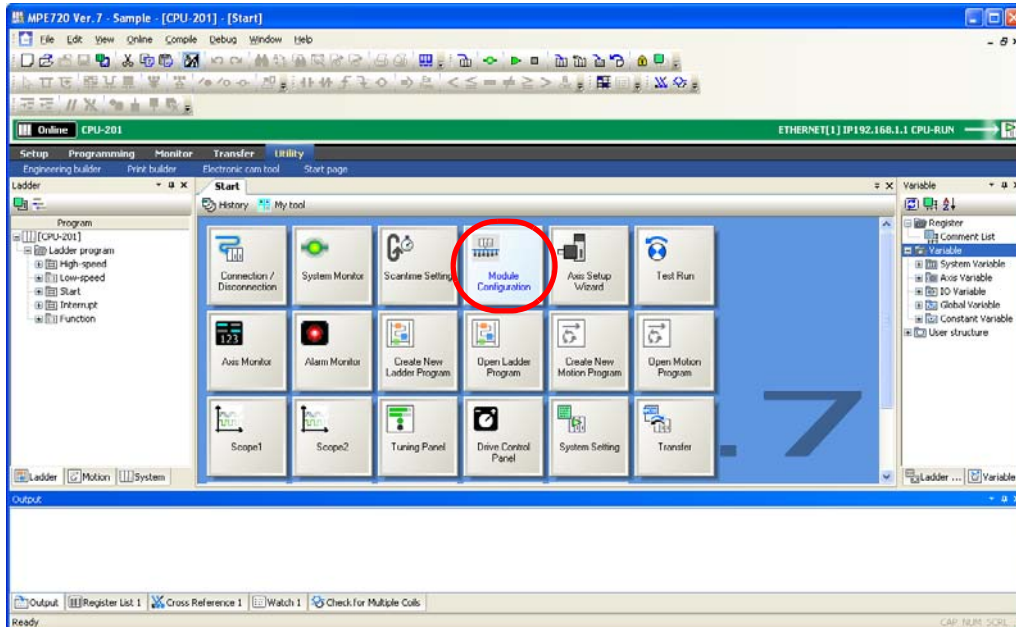 MPE720 Ver. 7 - Sample - [CPU-201] - [Start]
File Edit View Online Compile Debug Window Help
Online CPU-201 ETHERNET[1] IP192.168.1.1 CPU-RUN
Setup Programming Monitor Transfer Utility
Engineering builder Print builder Electronic cam tool Start page
Ladder
Program
[CPU-201]
Ladder program
High-speed
Low-speed
Start
Interrupt
Function
Ladder Motion System
Start
History My tool
Connection / Disconnection
System Monitor
Scantime Setting
Module Configuration
Axis Setup Wizard
Test Run
123
Axis Monitor
Alarm Monitor
Create New Ladder Program
Open Ladder Program
Create New Motion Program
Open Motion Program
Scope1
Scope2
Tuning Panel
Drive Control Panel
System Setting
Transfer
.7
Variable
Register
Comment List
Variable
System Variable
Axis Variable
IO Variable
Global Variable
Constant Variable
User structure
Ladder ... Variable
Output
Output Register List 1 Cross Reference 1 Watch 1 Check for Multiple Coils
Ready CAP NUM SCRL